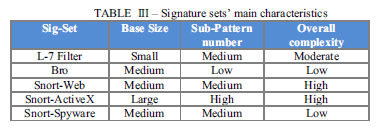 TABLE III – Signature sets' main characteristics
Sig-Set Base Size Sub-Pattern number Overall complexity
L-7 Filter Small Medium Moderate
Bro Medium Low Low
Snort-Web Medium Medium High
Snort-ActiveX Large High High
Snort-Spyware Medium Medium Low